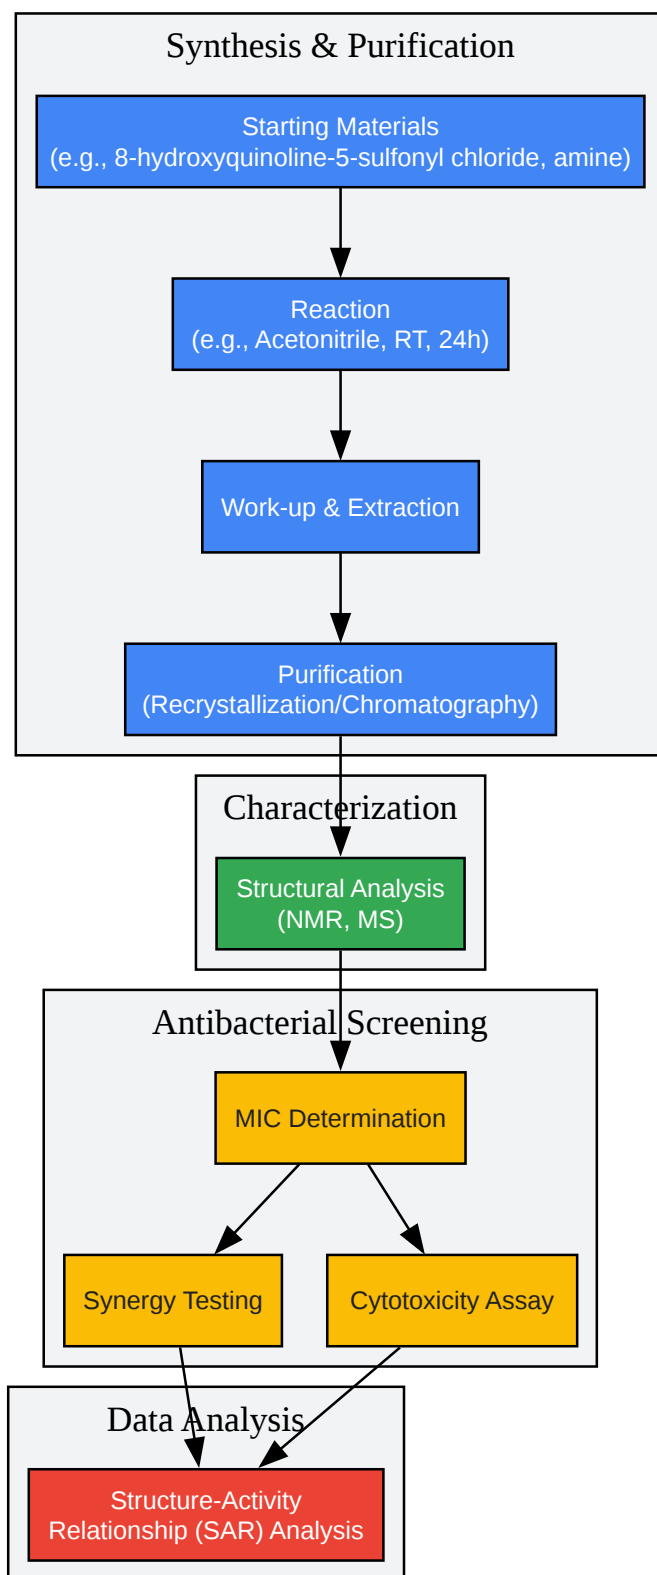 Synthesis & Purification
Starting Materials
(e.g., 8-hydroxyquinoline-5-sulfonyl chloride, amine)
Reaction
(e.g., Acetonitrile, RT, 24h)
Work-up & Extraction
Purification
(Recrystallization/Chromatography)
Characterization
Structural Analysis
(NMR, MS)
Antibacterial Screening
MIC Determination
Synergy Testing
Cytotoxicity Assay
Data Analysis
Structure-Activity
Relationship (SAR) Analysis